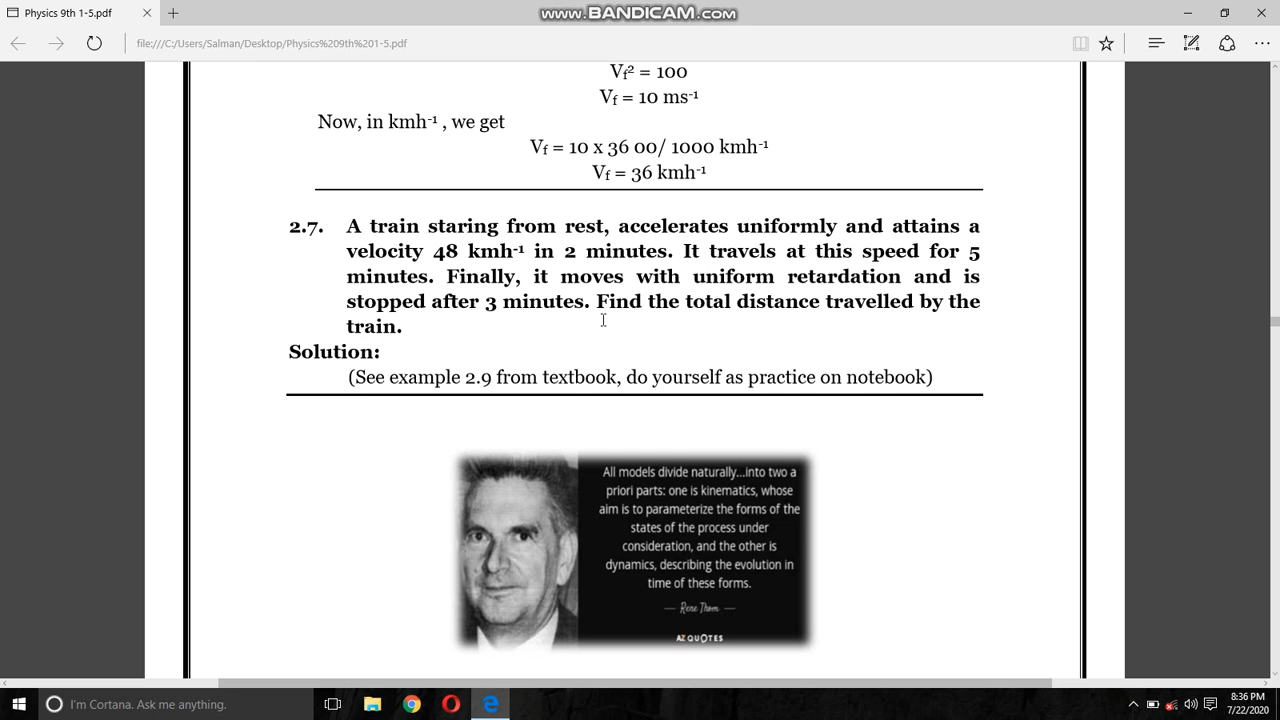 Physics 9th 1-5.pdf
www.BANDICAM.com
file:///C:/Users/Salman/Desktop/Physics%209th%201-5.pdf
Vf² = 100
Vf = 10 ms⁻¹
Now, in kmh⁻¹ , we get
Vf = 10 x 36 00/ 1000 kmh⁻¹
Vf = 36 kmh⁻¹
2.7. A train staring from rest, accelerates uniformly and attains a
velocity 48 kmh⁻¹ in 2 minutes. It travels at this speed for 5
minutes. Finally, it moves with uniform retardation and is
stopped after 3 minutes. Find the total distance travelled by the
train.
Solution:
(See example 2.9 from textbook, do yourself as practice on notebook)
All models divide naturally...into two a
priori parts: one is kinematics, whose
aim is to parameterize the forms of the
states of the process under
consideration, and the other is
dynamics, describing the evolution in
time of these forms.
— Rene Thom —
AZ QUOTES
I'm Cortana. Ask me anything.
8:36 PM
7/22/2020